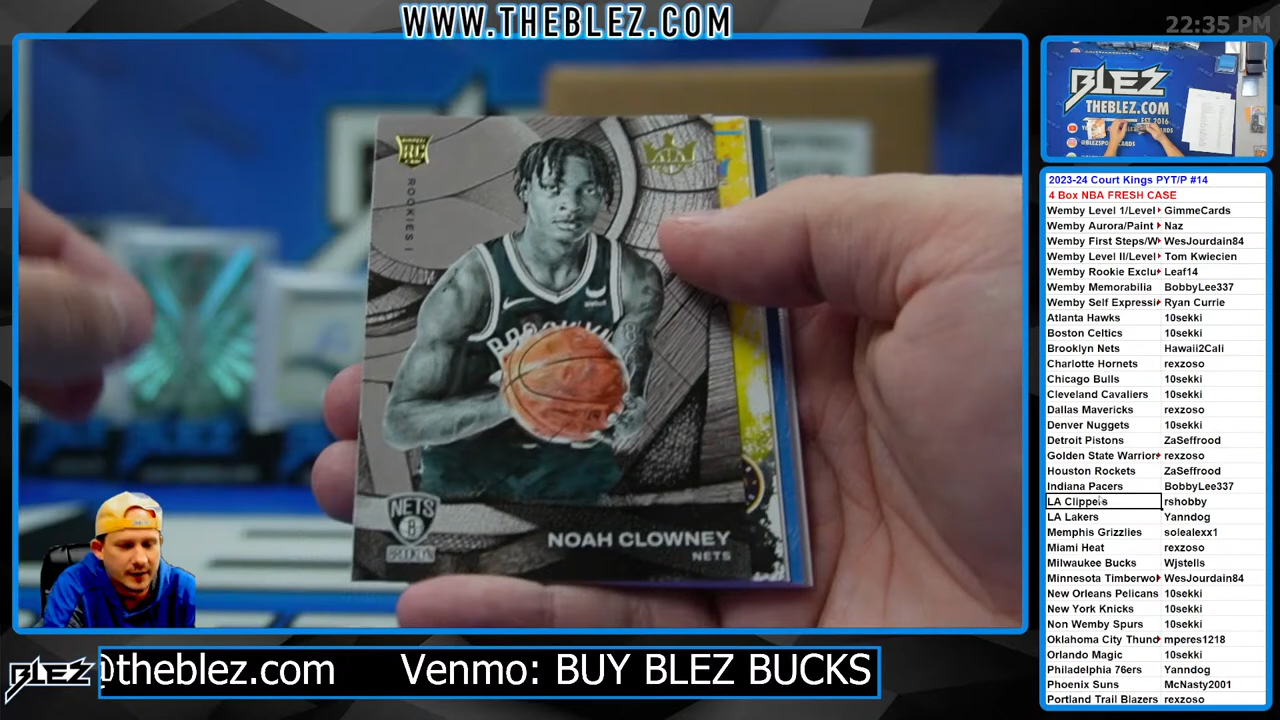 WWW.THEBLEZ.COM
22:35 PM
RC
ROOKIES I
BROOKLYN
NETS
BROOKLYN
NOAH CLOWNEY
NETS
BLEZ
THEBLEZ.COM
EST. 2016
2023-24 Court Kings PYT/P #14
4 Box NBA FRESH CASE
Wemby Level 1/Level GimmeCards
Wemby Aurora/Paint Naz
Wemby First Steps/W WesJourdain84
Wemby Level II/Level Tom Kwiecien
Wemby Rookie Exclu Leaf14
Wemby Memorabilia BobbyLee337
Wemby Self Expressi Ryan Currie
Atlanta Hawks 10sekki
Boston Celtics 10sekki
Brooklyn Nets Hawaii2Cali
Charlotte Hornets rexzoso
Chicago Bulls 10sekki
Cleveland Cavaliers 10sekki
Dallas Mavericks rexzoso
Denver Nuggets 10sekki
Detroit Pistons ZaSeffrood
Golden State Warrior rexzoso
Houston Rockets ZaSeffrood
Indiana Pacers BobbyLee337
LA Clippers rshobby
LA Lakers Yanndog
Memphis Grizzlies solealexx1
Miami Heat rexzoso
Milwaukee Bucks Wjstells
Minnesota Timberwol WesJourdain84
New Orleans Pelicans 10sekki
New York Knicks 10sekki
Non Wemby Spurs 10sekki
Oklahoma City Thund mperes1218
Orlando Magic 10sekki
Philadelphia 76ers Yanndog
Phoenix Suns McNasty2001
Portland Trail Blazers rexzoso
BLEZ
@theblez.com Venmo: BUY BLEZ BUCKS